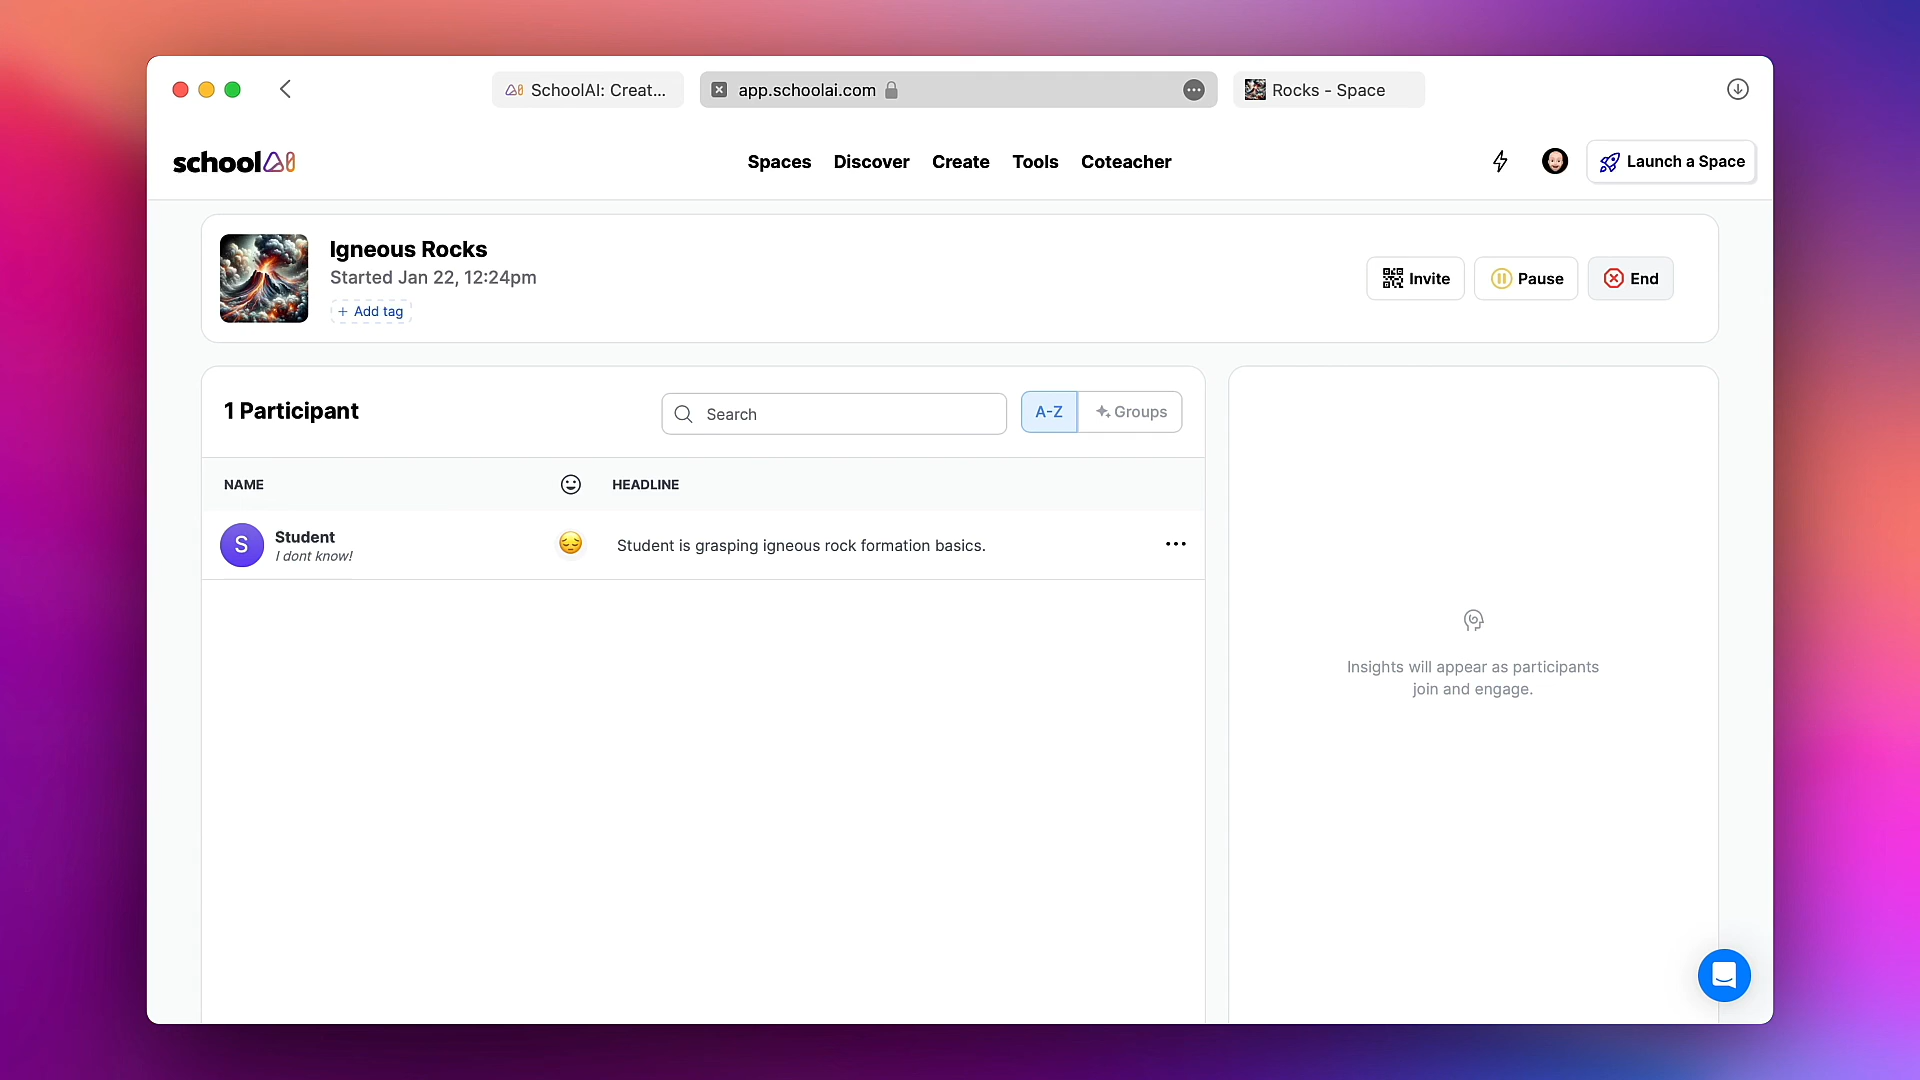 SchoolAI: Creat...
app.schoolai.com
Rocks - Space
schoolAI
Spaces
Discover
Create
Tools
Coteacher
Launch a Space
Igneous Rocks
Started Jan 22, 12:24pm
+ Add tag
Invite
Pause
End
1 Participant
Search
A-Z
Groups
NAME
HEADLINE
S
Student
I dont know!
Student is grasping igneous rock formation basics.
Insights will appear as participants
join and engage.